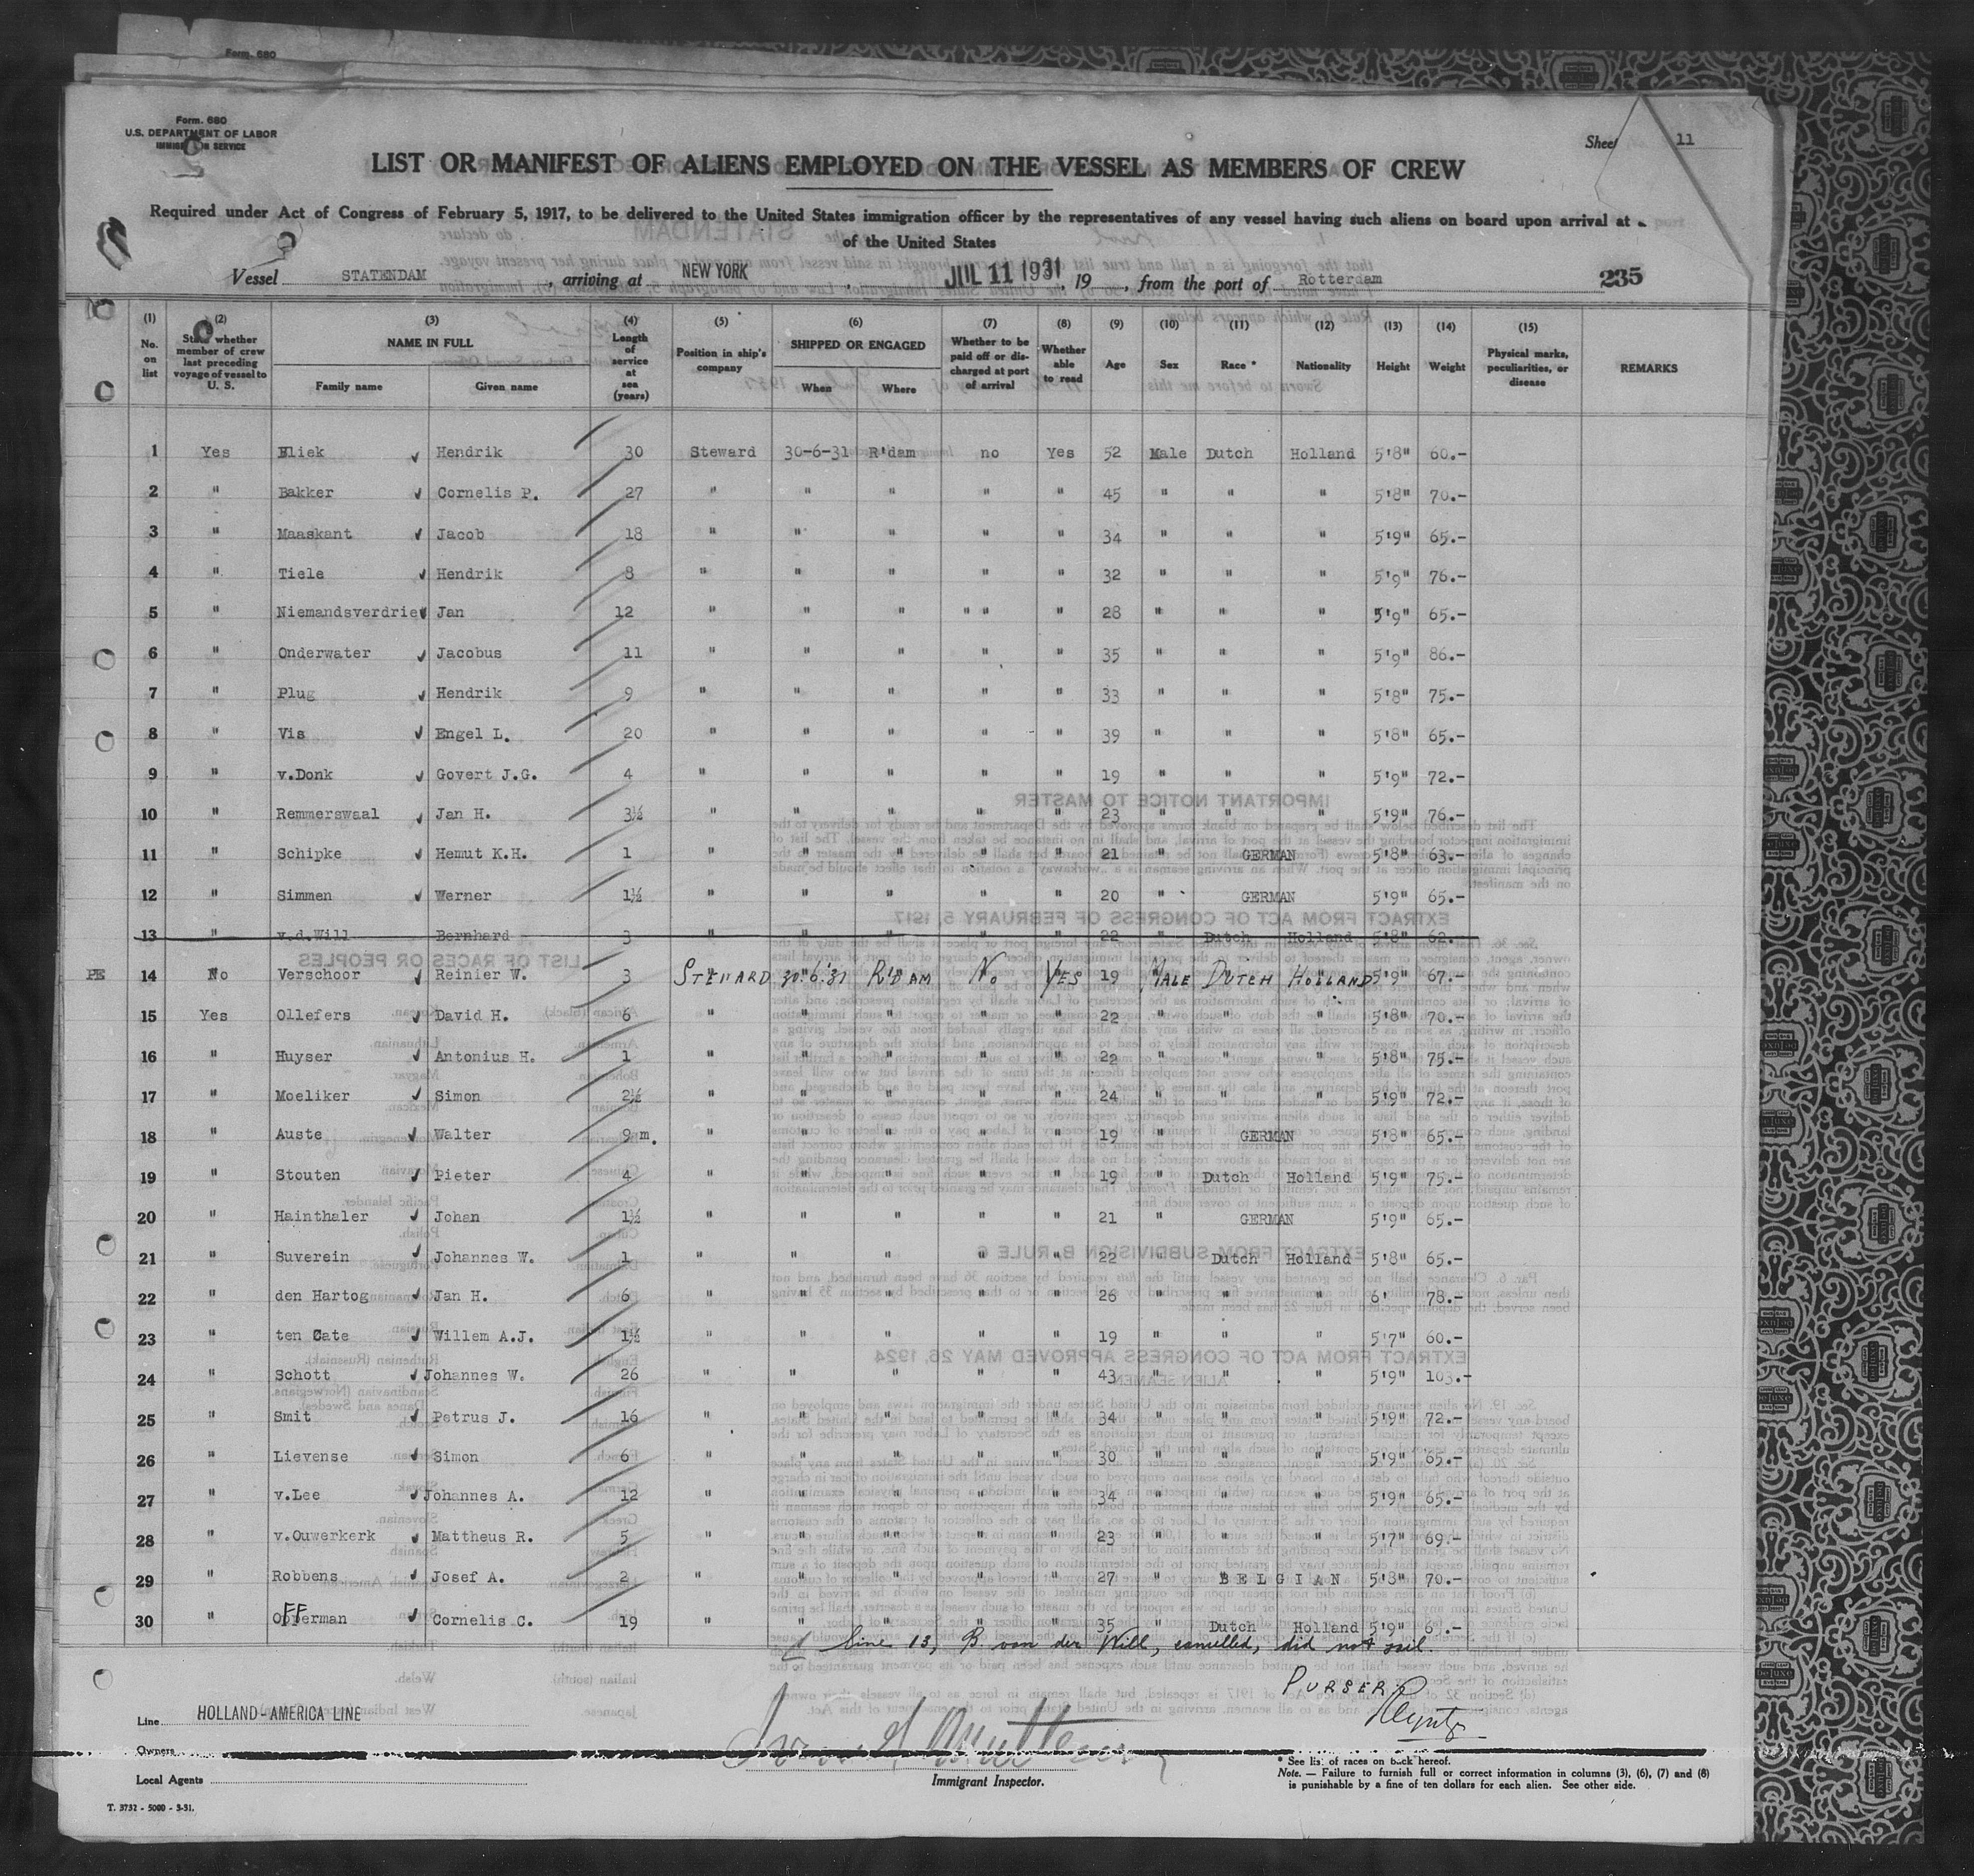 Form. 680
Form. 680
U.S. DEPARTMENT OF LABOR
IMMIGRATION SERVICE
Sheet 11
LIST OR MANIFEST OF ALIENS EMPLOYED ON THE VESSEL AS MEMBERS OF CREW
Required under Act of Congress of February 5, 1917, to be delivered to the United States immigration officer by the representatives of any vessel having such aliens on board upon arrival at a port
of the United States
Vessel STATENDAM, arriving at NEW YORK, JUL 11 1931, 19 , from the port of Rotterdam 235
(1) No. on list (2) State whether member of crew last preceding voyage of vessel to U. S. (3) NAME IN FULL Family name Given name (4) Length of service at sea (years) (5) Position in ship's company (6) SHIPPED OR ENGAGED When Where (7) Whether to be paid off or discharged at port of arrival (8) Whether able to read (9) Age (10) Sex (11) Race * (12) Nationality (13) Height (14) Weight (15) Physical marks, peculiarities, or disease REMARKS
1 Yes Eliek Hendrik 30 Steward 30-6-31 R'dam no Yes 52 Male Dutch Holland 5'8" 60.-
2 " Bakker Cornelis P. 27 " " " " " 45 " " " 5'8" 70.-
3 " Maaskant Jacob 18 " " " " " 34 " " " 5'9" 65.-
4 " Tiele Hendrik 8 " " " " " 32 " " " 5'9" 76.-
5 " Niemandsverdriet Jan 12 " " " " " " 28 " " " 5'9" 65.-
6 " Onderwater Jacobus 11 " " " " " 35 " " " 5'9" 86.-
7 " Plug Hendrik 9 " " " " " 33 " " " 5'8" 75.-
8 " Vis Engel L. 20 " " " " " 39 " " " 5'8" 65.-
9 " v.Donk Govert J.G. 4 " " " " " 19 " " " 5'9" 72.-
10 " Remmerswaal Jan H. 3½ " " " " " 23 " " " 5'9" 76.-
11 " Schipke Hemut K.H. 1 " " " " " 21 " GERMAN 5'8" 63.-
12 " Simmen Werner 1½ " " " " " 20 " GERMAN 5'9" 65.-
13 " v.d.Will Bernhard 3 " " " " " 22 " Dutch Holland 5'8" 62.-
PE 14 No Verschoor Reinier W. 3 STEWARD 30.6.31 R'DAM No YES 19 MALE DUTCH HOLLAND 5'9" 67.-
15 Yes Ollefers David H. 6 " " " " " 22 " " " 5'8" 70.-
16 " Huyser Antonius H. 1 " " " " " 22 " " " 5'8" 75.-
17 " Moeliker Simon 2½ " " " " " 24 " " " 5'9" 72.-
18 " Auste Walter 9 m. " " " " " 19 " GERMAN 5'8" 65.-
19 " Stouten Pieter 4 " " " " " 19 " Dutch Holland 5'9" 75.-
20 " Hainthaler Johan 1½ " " " " " 21 " GERMAN 5'9" 65.-
21 " Suverein Johannes W. 1 " " " " " 22 " Dutch Holland 5'8" 65.-
22 " den Hartog Jan H. 6 " " " " " 26 " " " 6' 78.-
23 " ten Cate Willem A.J. 1½ " " " " " 19 " " " 5'7" 60.-
24 " Schott Johannes W. 26 " " " " " 43 " " " 5'9" 103.-
25 " Smit Petrus J. 16 " " " " " 34 " " " 5'9" 72.-
26 " Lievense Simon 6 " " " " " 30 " " " 5'9" 65.-
27 " v.Lee Johannes A. 12 " " " " " 34 " " " 5'9" 65.-
28 " v.Ouwerkerk Mattheus R. 5 " " " " " 23 " " " 5'7" 69.-
29 " Robbens Josef A. 2 " " " " " 27 " BELGIAN 5'8" 70.-
30 " Offerman Cornelis C. 19 " " " " " 35 " Dutch Holland 5'9" 69.-
Line 13, B. van der Will, cancelled, did not sail.
PURSER
Line HOLLAND-AMERICA LINE
Owners
Local Agents
Immigrant Inspector.
* See list of races on back hereof.
Note. — Failure to furnish full or correct information in columns (3), (6), (7) and (8)
is punishable by a fine of ten dollars for each alien. See other side.
T. 3732 - 5000 - 3-31.